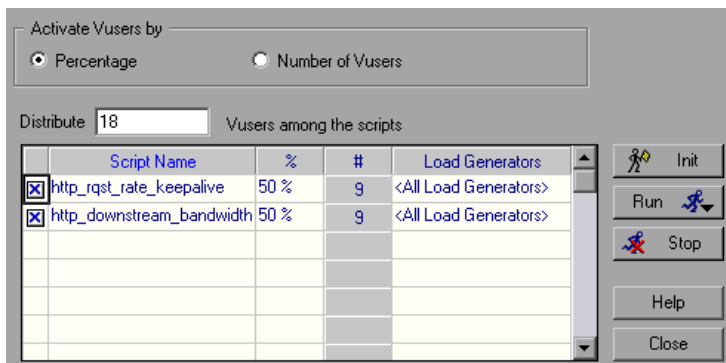 Activate Vusers by
Percentage Number of Vusers
Distribute 18 Vusers among the scripts
Script Name % # Load Generators
http_rqst_rate_keepalive 50 % 9 <All Load Generators>
http_downstream_bandwidth 50 % 9 <All Load Generators>
Init
Run
Stop
Help
Close